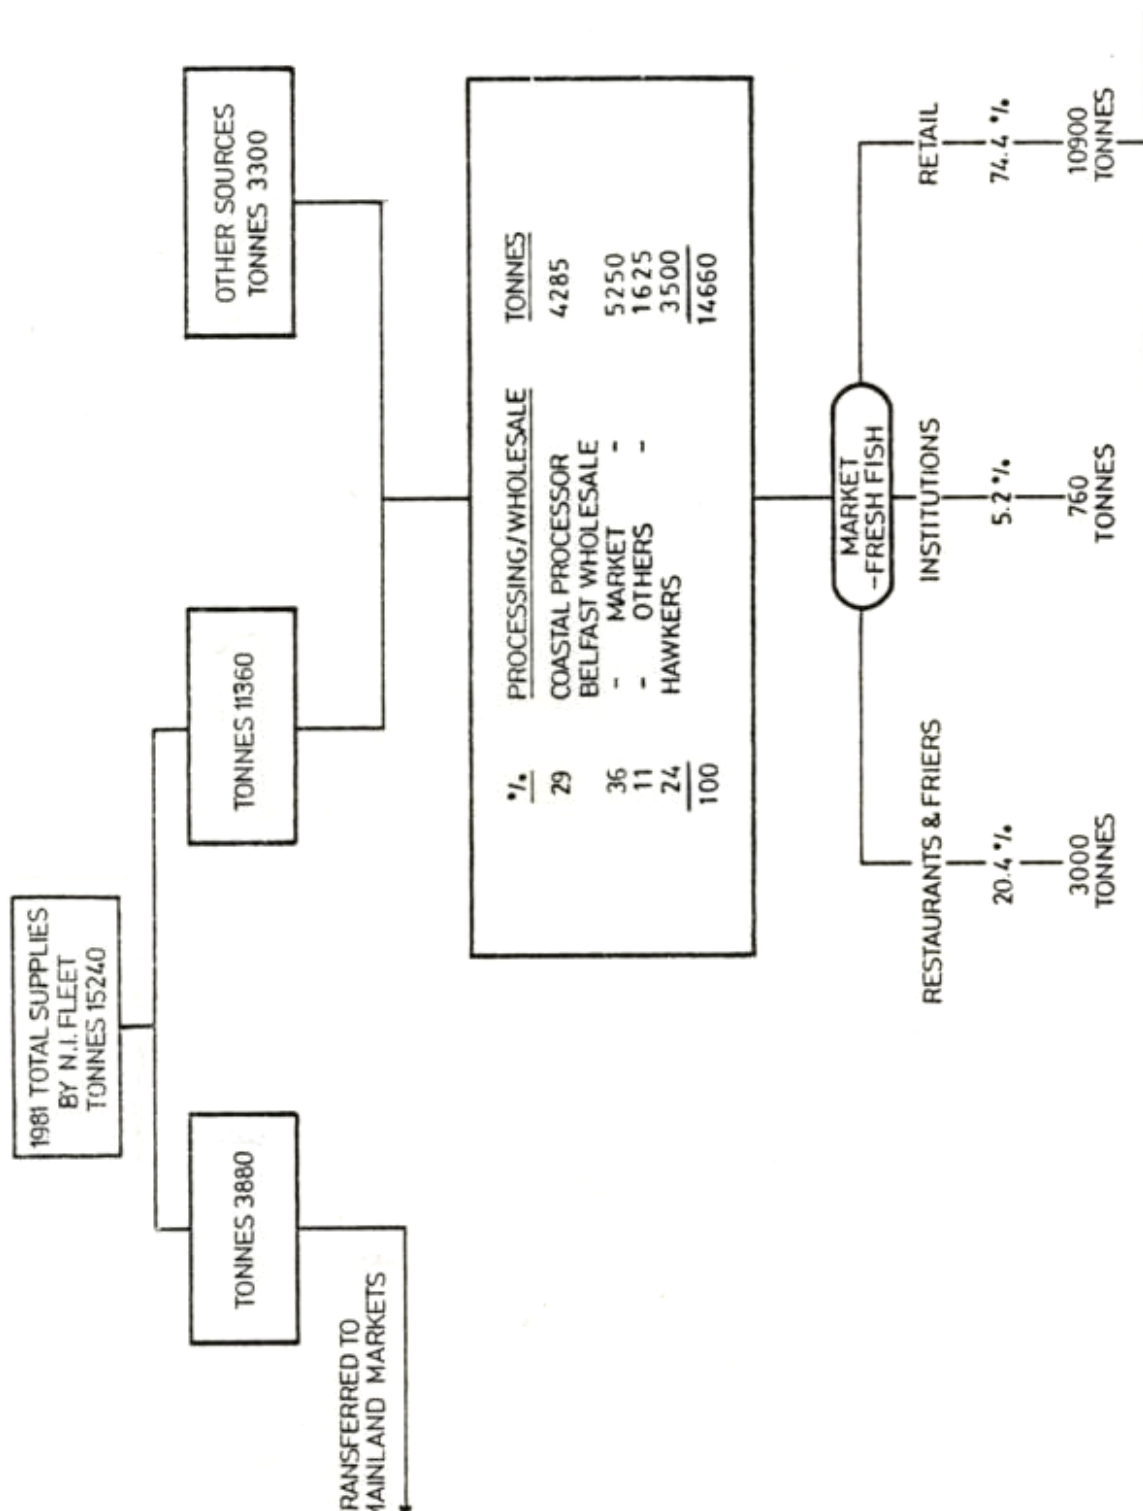 1981 TOTAL SUPPLIES
BY N.I. FLEET
TONNES 15240
TONNES 3880
TONNES 11360
OTHER SOURCES
TONNES 3300
RANSFERRED TO
MAINLAND MARKETS
% PROCESSING/WHOLESALE TONNES
29 COASTAL PROCESSOR 4285
BELFAST WHOLESALE
36 - MARKET - 5250
11 - OTHERS - 1625
24 HAWKERS 3500
100 14660
MARKET
-FRESH FISH
RESTAURANTS & FRIERS INSTITUTIONS RETAIL
20.4% 5.2% 74.4%
3000 760 10900
TONNES TONNES TONNES